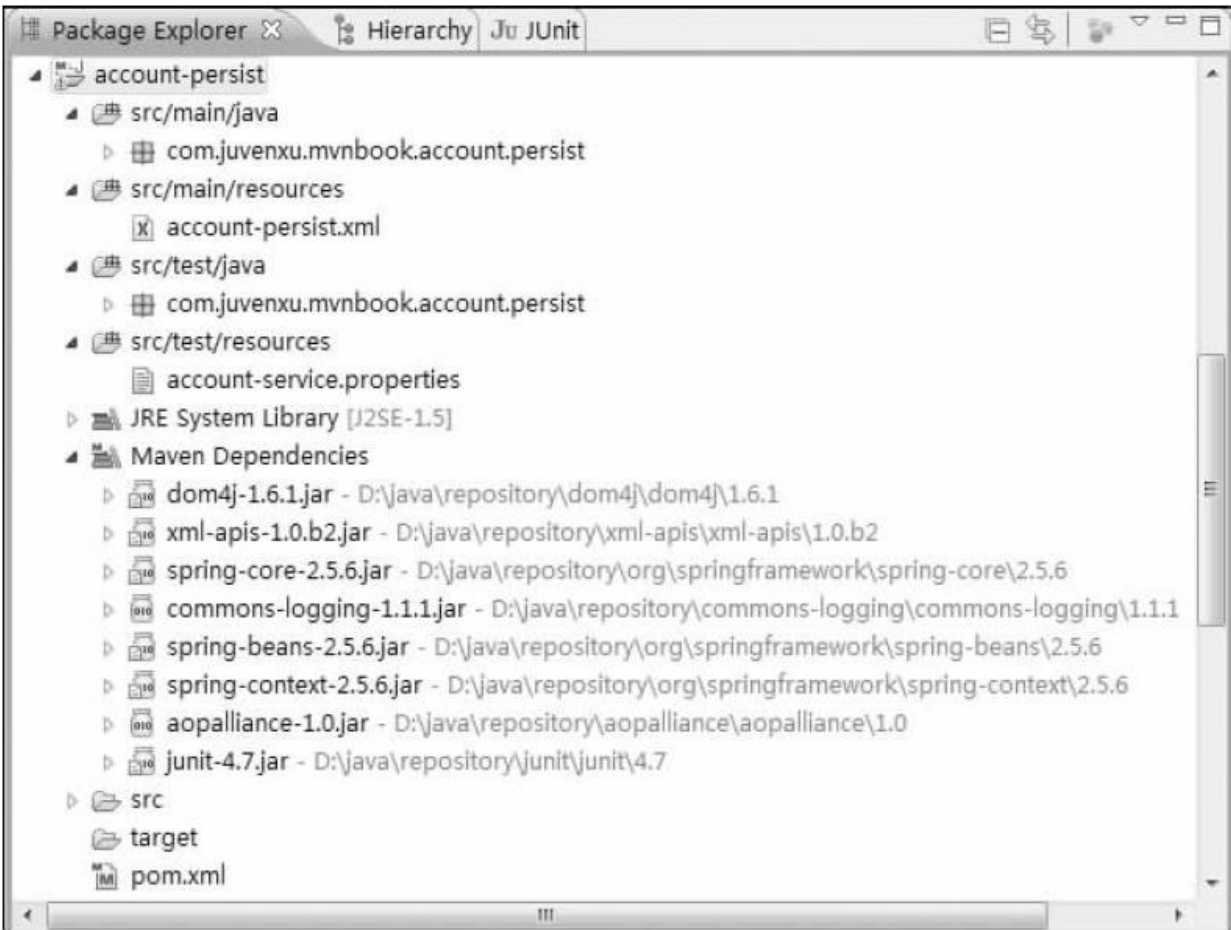 Package Explorer Hierarchy Ju JUnit
account-persist
src/main/java
com.juvenxu.mvnbook.account.persist
src/main/resources
account-persist.xml
src/test/java
com.juvenxu.mvnbook.account.persist
src/test/resources
account-service.properties
JRE System Library [J2SE-1.5]
Maven Dependencies
dom4j-1.6.1.jar - D:\java\repository\dom4j\dom4j\1.6.1
xml-apis-1.0.b2.jar - D:\java\repository\xml-apis\xml-apis\1.0.b2
spring-core-2.5.6.jar - D:\java\repository\org\springframework\spring-core\2.5.6
commons-logging-1.1.1.jar - D:\java\repository\commons-logging\commons-logging\1.1.1
spring-beans-2.5.6.jar - D:\java\repository\org\springframework\spring-beans\2.5.6
spring-context-2.5.6.jar - D:\java\repository\org\springframework\spring-context\2.5.6
aopalliance-1.0.jar - D:\java\repository\aopalliance\aopalliance\1.0
junit-4.7.jar - D:\java\repository\junit\junit\4.7
src
target
pom.xml